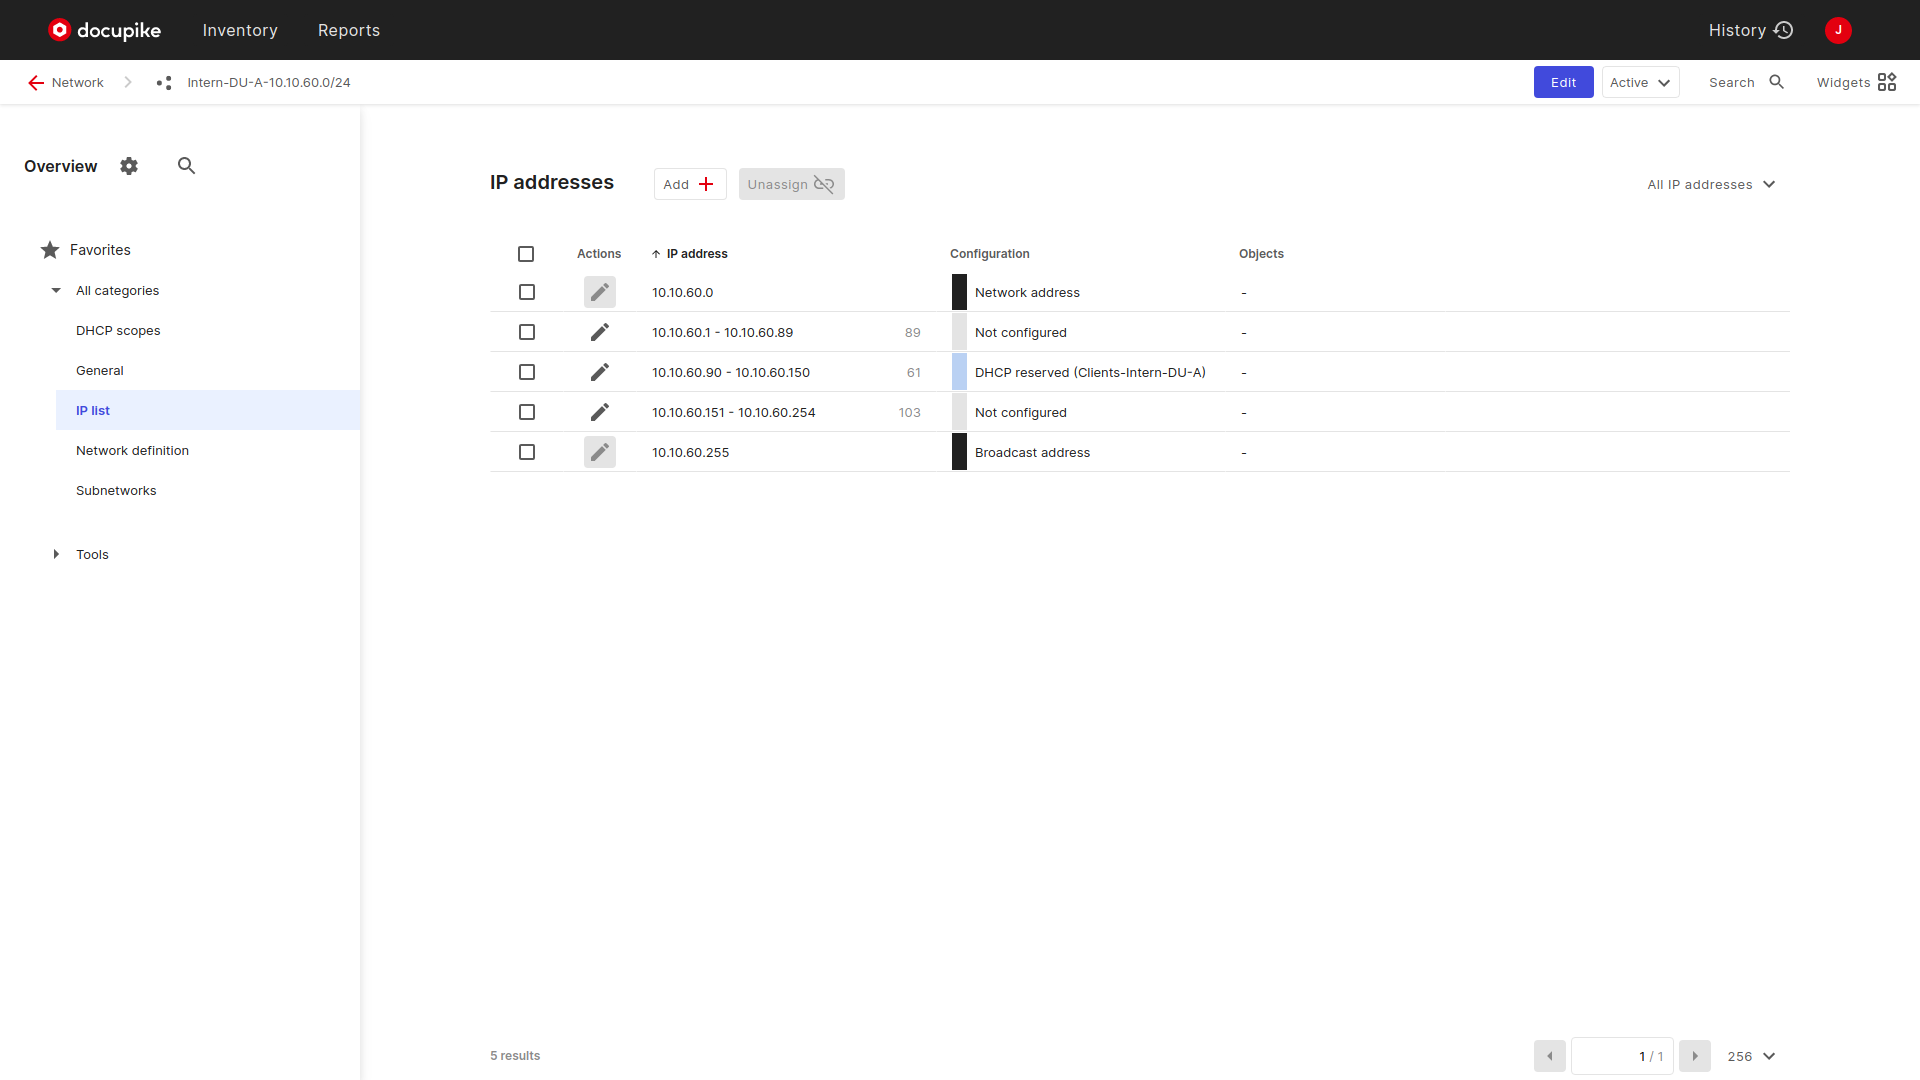 docupike Inventory Reports History J
Network Intern-DU-A-10.10.60.0/24 Edit Active Search Widgets
Overview
Favorites
All categories
DHCP scopes
General
IP list
Network definition
Subnetworks
Tools
IP addresses Add Unassign All IP addresses
Actions IP address Configuration Objects
10.10.60.0 Network address -
10.10.60.1 - 10.10.60.89 89 Not configured -
10.10.60.90 - 10.10.60.150 61 DHCP reserved (Clients-Intern-DU-A) -
10.10.60.151 - 10.10.60.254 103 Not configured -
10.10.60.255 Broadcast address -
5 results 1 / 1 256